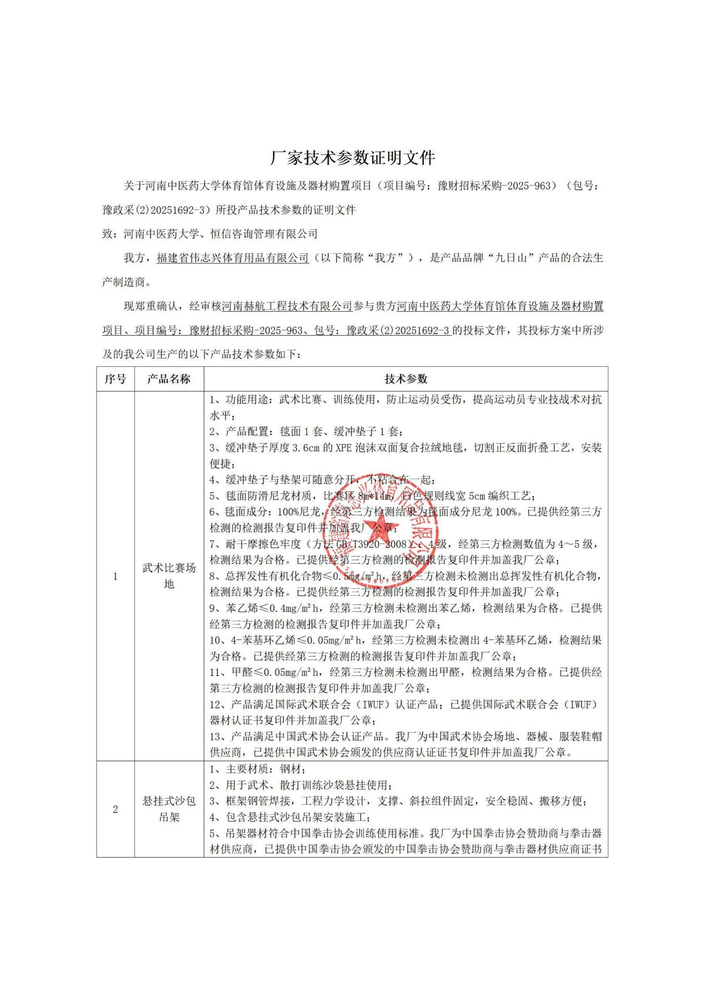 厂家技术参数证明文件
关于河南中医药大学体育馆体育设施及器材购置项目（项目编号：豫财招标采购-2025-963）（包号：
豫政采(2)20251692-3）所投产品技术参数的证明文件
致：河南中医药大学、恒信咨询管理有限公司
我方，福建省伟志兴体育用品有限公司（以下简称“我方”），是产品品牌“九日山”产品的合法生
产制造商。
现郑重确认，经审核河南赫航工程技术有限公司参与贵方河南中医药大学体育馆体育设施及器材购置
项目、项目编号：豫财招标采购-2025-963、包号：豫政采(2)20251692-3的投标文件，其投标方案中所涉
及的我公司生产的以下产品技术参数如下：
序号 产品名称 技术参数
1
武术比赛场
地
1、功能用途：武术比赛、训练使用，防止运动员受伤，提高运动员专业技战术对抗
水平；
2、产品配置：毯面1套、缓冲垫子1套；
3、缓冲垫子厚度3.6cm的XPE泡沫双面复合拉绒地毯，切割正反面折叠工艺，安装
便捷；
4、缓冲垫子与垫架可随意分开，不粘合在一起；
5、毯面防滑尼龙材质，比赛区8m*14m，白色规则线宽5cm编织工艺；
6、毯面成分：100%尼龙，经第三方检测结果为毯面成分尼龙100%。已提供经第三方
检测的检测报告复印件并加盖我厂公章；
7、耐干摩擦色牢度（方法GB/T3920-2008）：4级，经第三方检测数值为4～5级，
检测结果为合格。已提供经第三方检测的检测报告复印件并加盖我厂公章；
8、总挥发性有机化合物≤0.5mg/m²h，经第三方检测未检测出总挥发性有机化合物，
检测结果为合格。已提供经第三方检测的检测报告复印件并加盖我厂公章；
9、苯乙烯≤0.4mg/m²h，经第三方检测未检测出苯乙烯，检测结果为合格。已提供
经第三方检测的检测报告复印件并加盖我厂公章；
10、4-苯基环乙烯≤0.05mg/m²h，经第三方检测未检测出4-苯基环乙烯，检测结果
为合格。已提供经第三方检测的检测报告复印件并加盖我厂公章；
11、甲醛≤0.05mg/m²h，经第三方检测未检测出甲醛，检测结果为合格。已提供经
第三方检测的检测报告复印件并加盖我厂公章；
12、产品满足国际武术联合会（IWUF）认证产品；已提供国际武术联合会（IWUF）
器材认证书复印件并加盖我厂公章；
13、产品满足中国武术协会认证产品。我厂为中国武术协会场地、器械、服装鞋帽
供应商，已提供中国武术协会颁发的供应商认证证书复印件并加盖我厂公章。
2
悬挂式沙包
吊架
1、主要材质：钢材；
2、用于武术、散打训练沙袋悬挂使用；
3、框架钢管焊接，工程力学设计，支撑、斜拉组件固定，安全稳固、搬移方便；
4、包含悬挂式沙包吊架安装施工；
5、吊架器材符合中国拳击协会训练使用标准。我厂为中国拳击协会赞助商与拳击器
材供应商，已提供中国拳击协会颁发的中国拳击协会赞助商与拳击器材供应商证书
福建省伟志兴体育用品有限公司